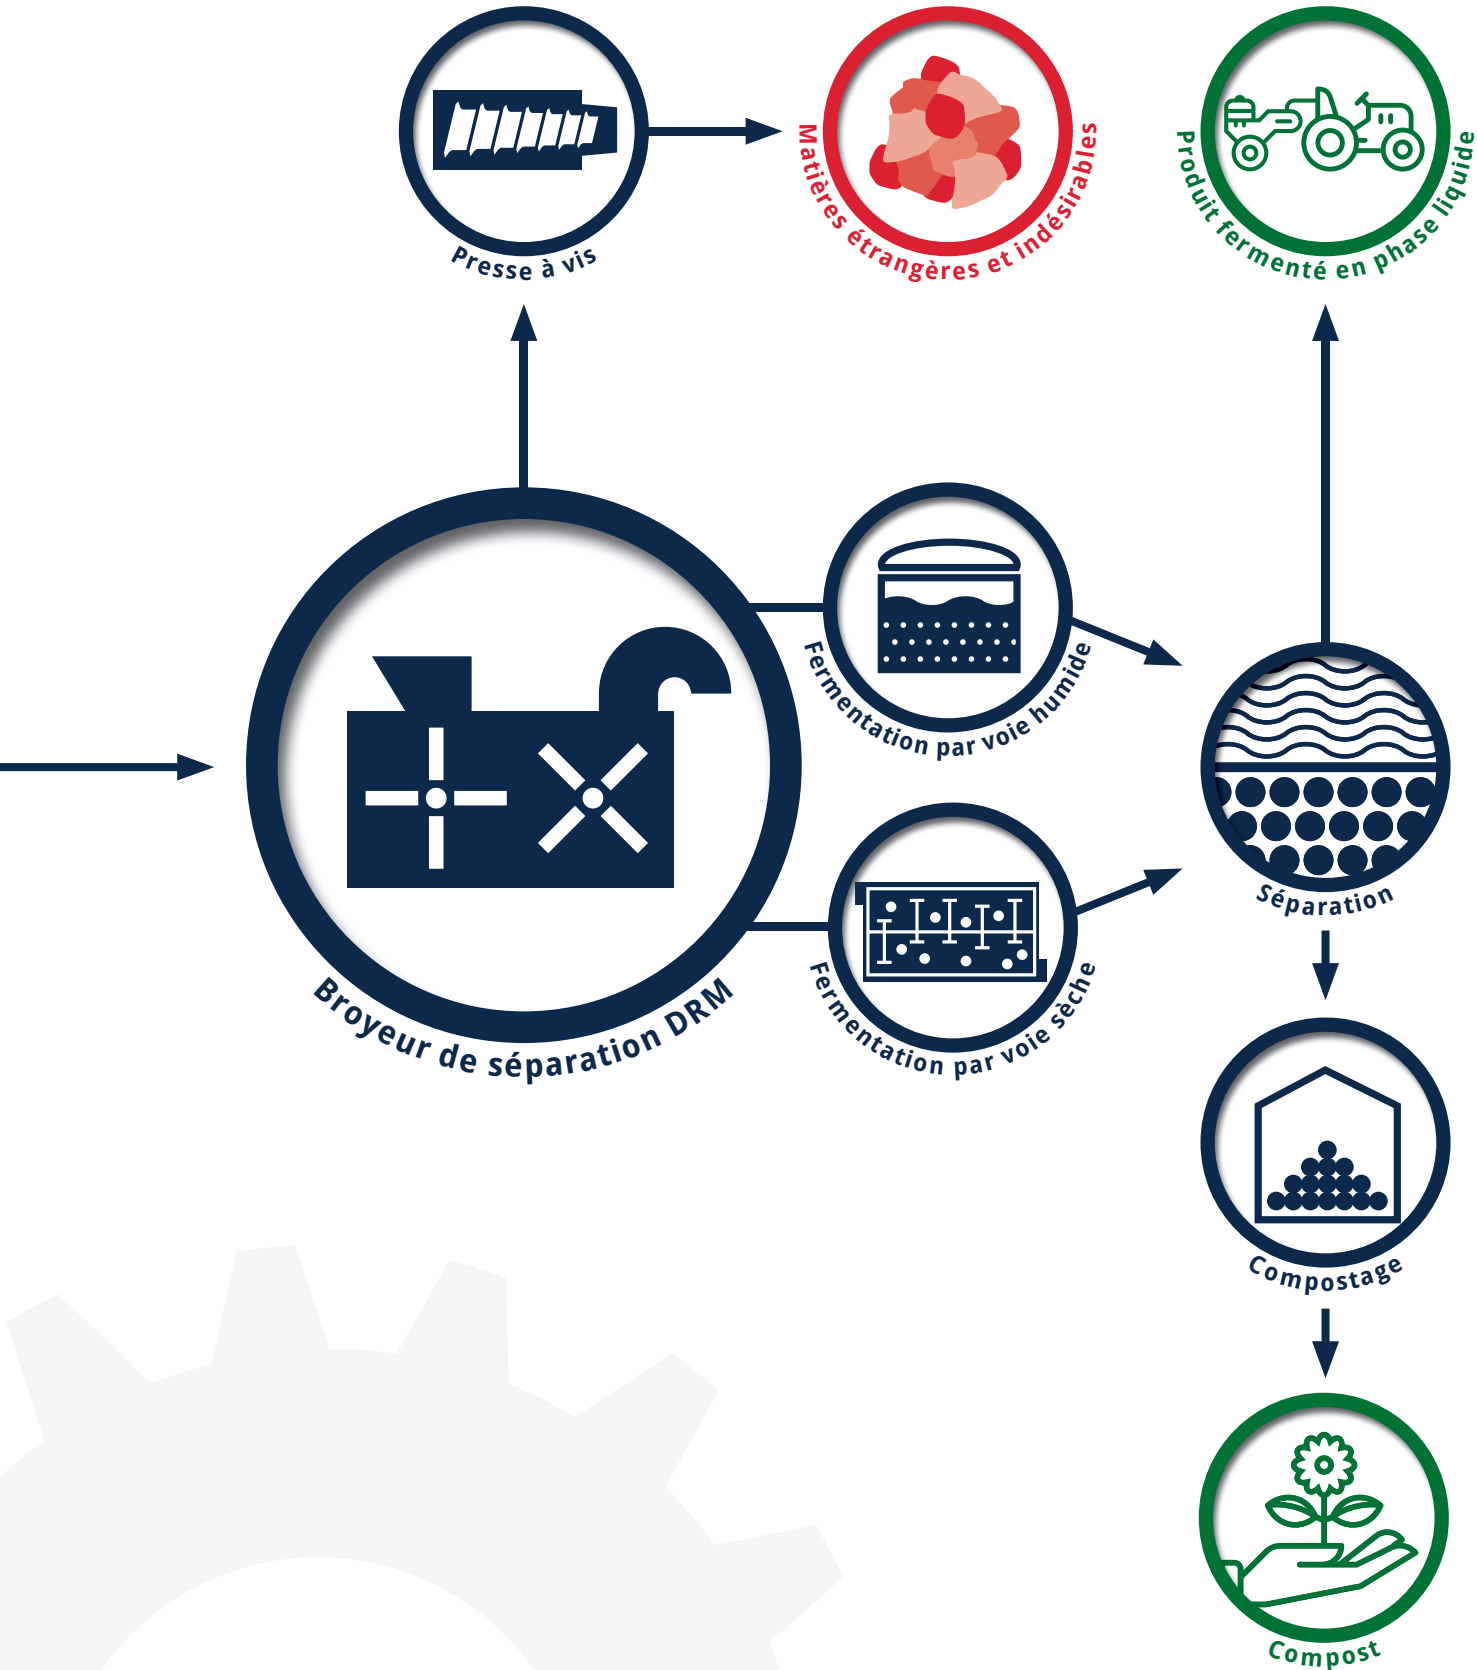 Presse à vis
Matières étrangères et indésirables
Produit fermenté en phase liquide
Fermentation par voie humide
Séparation
Broyeur de séparation DRM
Fermentation par voie sèche
Compostage
Compost